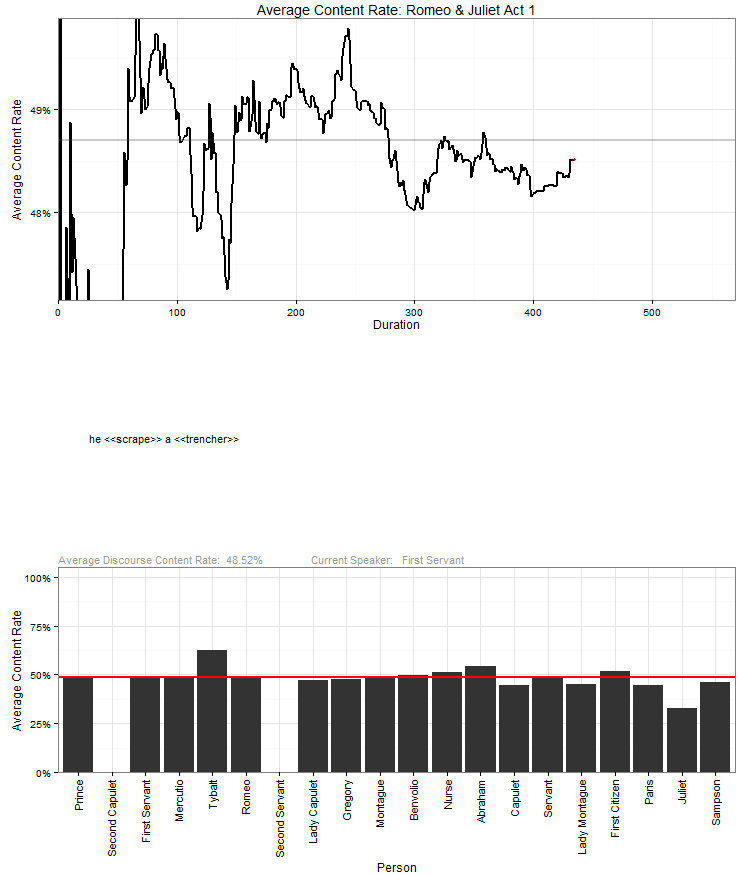 Average Content Rate: Romeo & Juliet Act 1
Average Content Rate
49%
48%
0 100 200 300 400 500
Duration
he <<scrape>> a <<trencher>>
Average Discourse Content Rate: 48.52% Current Speaker: First Servant
Average Content Rate
100%
75%
50%
25%
0%
Prince
Second Capulet
First Servant
Mercutio
Tybalt
Romeo
Second Servant
Lady Capulet
Gregory
Montague
Benvolio
Nurse
Abraham
Capulet
Servant
Lady Montague
First Citizen
Paris
Juliet
Sampson
Person